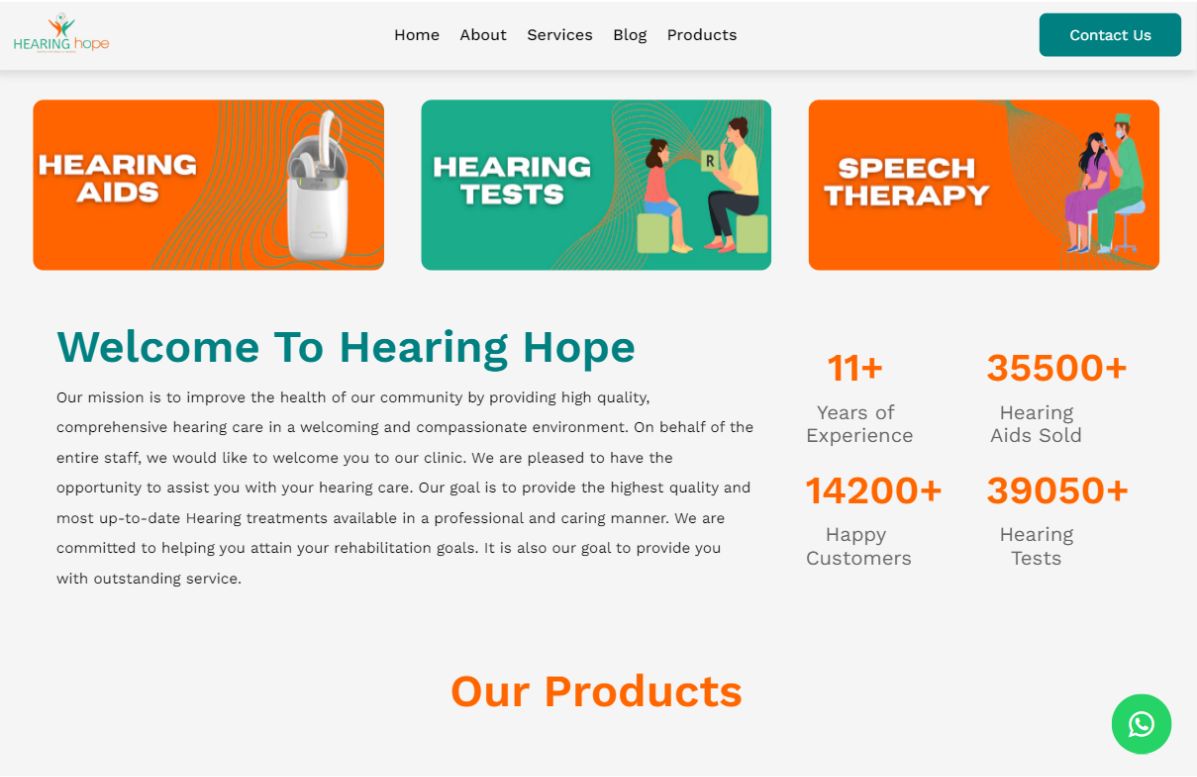 HEARING hope
Home About Services Blog Products
Contact Us
HEARING
AIDS
HEARING
TESTS
R
SPEECH
THERAPY
Welcome To Hearing Hope
Our mission is to improve the health of our community by providing high quality,
comprehensive hearing care in a welcoming and compassionate environment. On behalf of the
entire staff, we would like to welcome you to our clinic. We are pleased to have the
opportunity to assist you with your hearing care. Our goal is to provide the highest quality and
most up-to-date Hearing treatments available in a professional and caring manner. We are
committed to helping you attain your rehabilitation goals. It is also our goal to provide you
with outstanding service.
11+
Years of
Experience
35500+
Hearing
Aids Sold
14200+
Happy
Customers
39050+
Hearing
Tests
Our Products